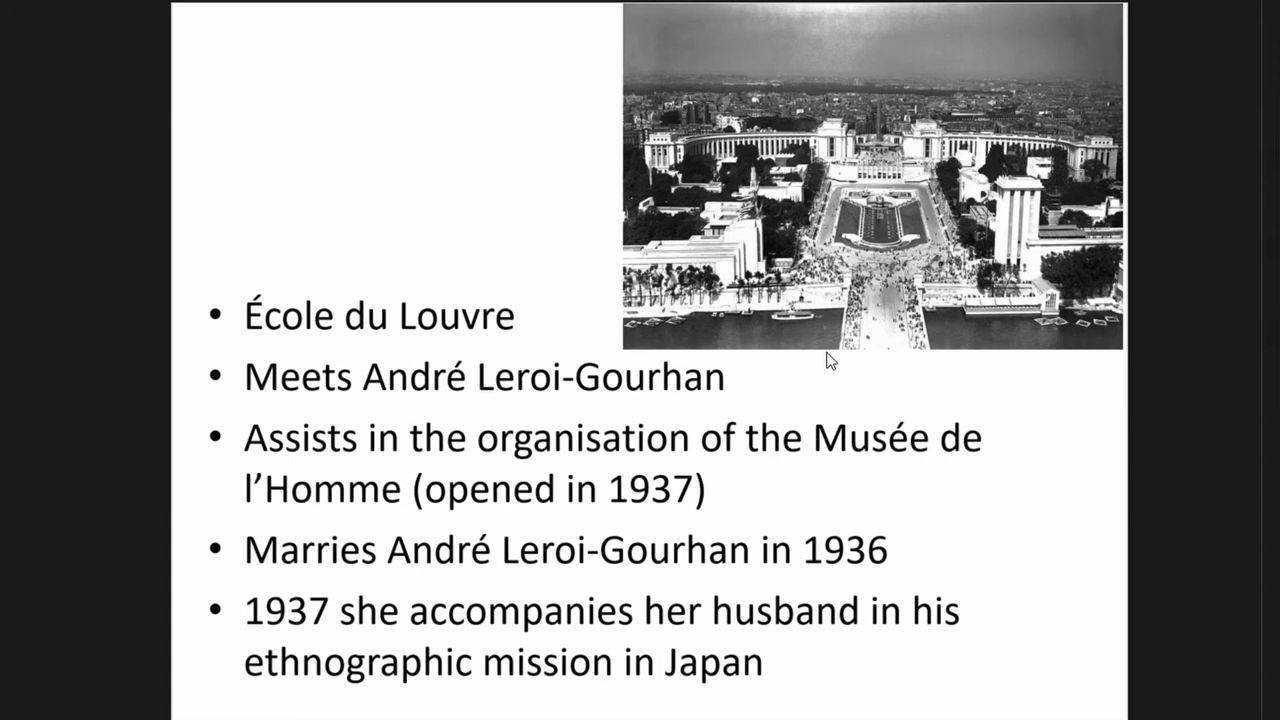 • École du Louvre
• Meets André Leroi-Gourhan
• Assists in the organisation of the Musée de
l’Homme (opened in 1937)
• Marries André Leroi-Gourhan in 1936
• 1937 she accompanies her husband in his
ethnographic mission in Japan